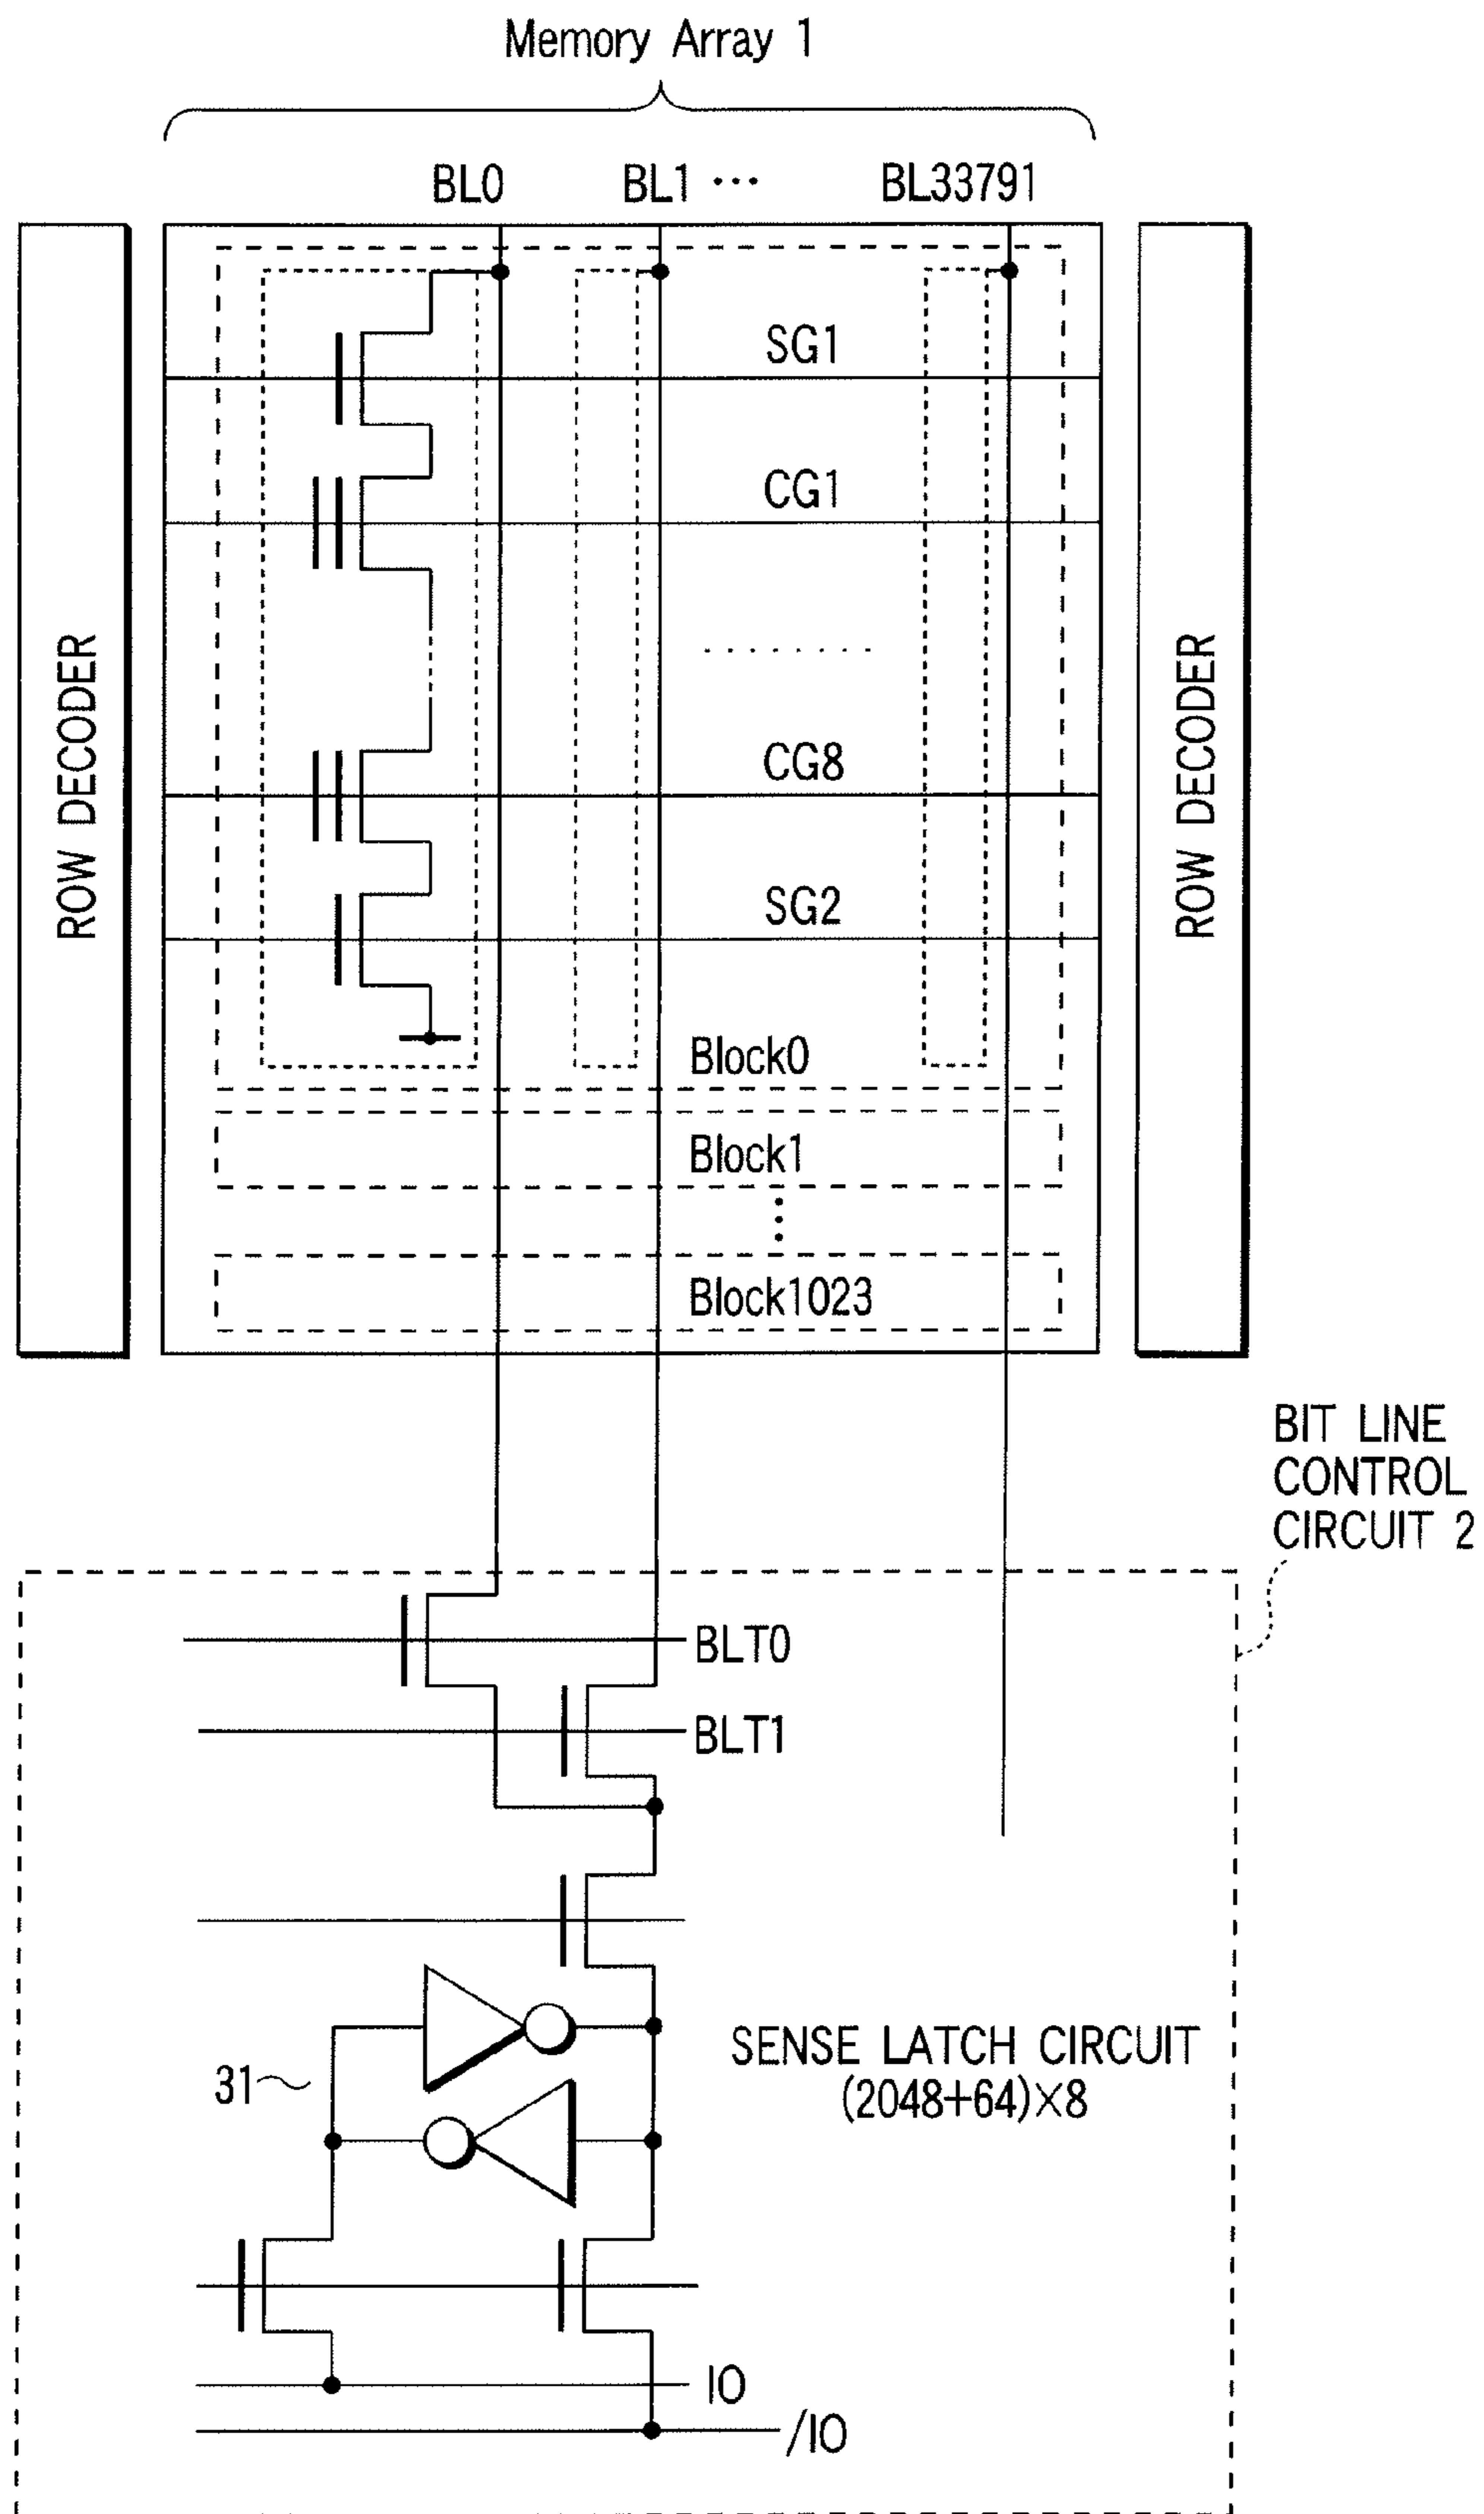 Memory Array 1
BL0 BL1 ··· BL33791
SG1
CG1
ROW DECODER
ROW DECODER
CG8
SG2
Block0
Block1
Block1023
BIT LINE
CONTROL
CIRCUIT 2
BLT0
BLT1
SENSE LATCH CIRCUIT
(2048+64)×8
31
IO
/IO